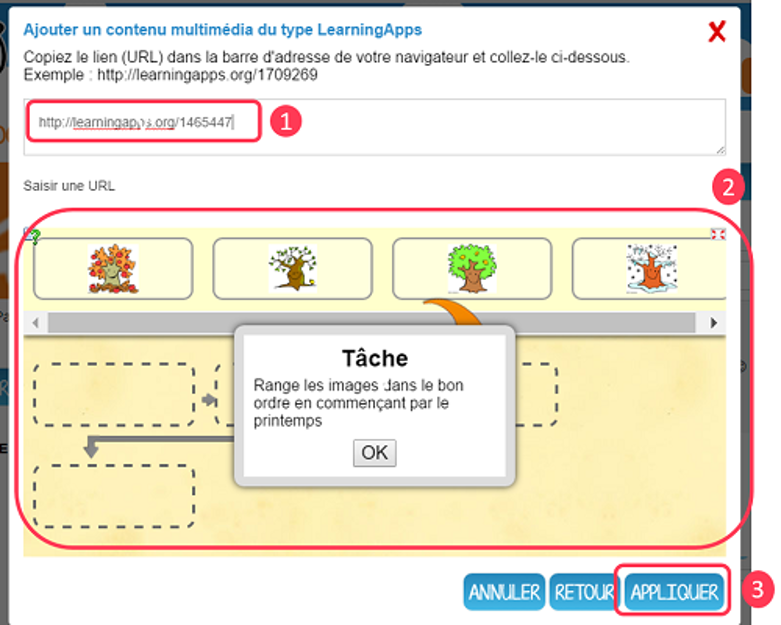 Ajouter un contenu multimédia du type LearningApps
Copiez le lien (URL) dans la barre d'adresse de votre navigateur et collez-le ci-dessous.
Exemple : http://learningapps.org/1709269
http://learningapps.org/1465447
1
Saisir une URL
2
Tâche
Range les images dans le bon
ordre en commençant par le
printemps
OK
ANNULER RETOUR APPLIQUER
3